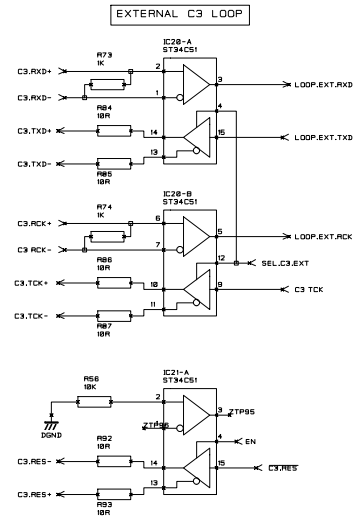 EXTERNAL C3 LOOP
IC20-A
ST34C51
R73
1K
C3.RXD+
2
3
LOOP.EXT.RXD
C3.RXD-
1
R84
10R
4
C3.TXD+
14
15
LOOP.EXT.TXD
C3.TXD-
13
R85
10R
IC20-B
ST34C51
R74
1K
C3.RCK+
6
5
LOOP.EXT.RCK
C3 RCK-
7
R86
10R
12
SEL.C3.EXT
C3.TCK+
10
9
C3 TCK
C3.TCK-
11
R87
10R
IC21-A
ST34C51
R56
10K
2
3
ZTP95
DGND
ZTP96
1
R92
10R
4
EN
C3.RES-
14
15
C3.RES
C3.RES+
13
R93
10R